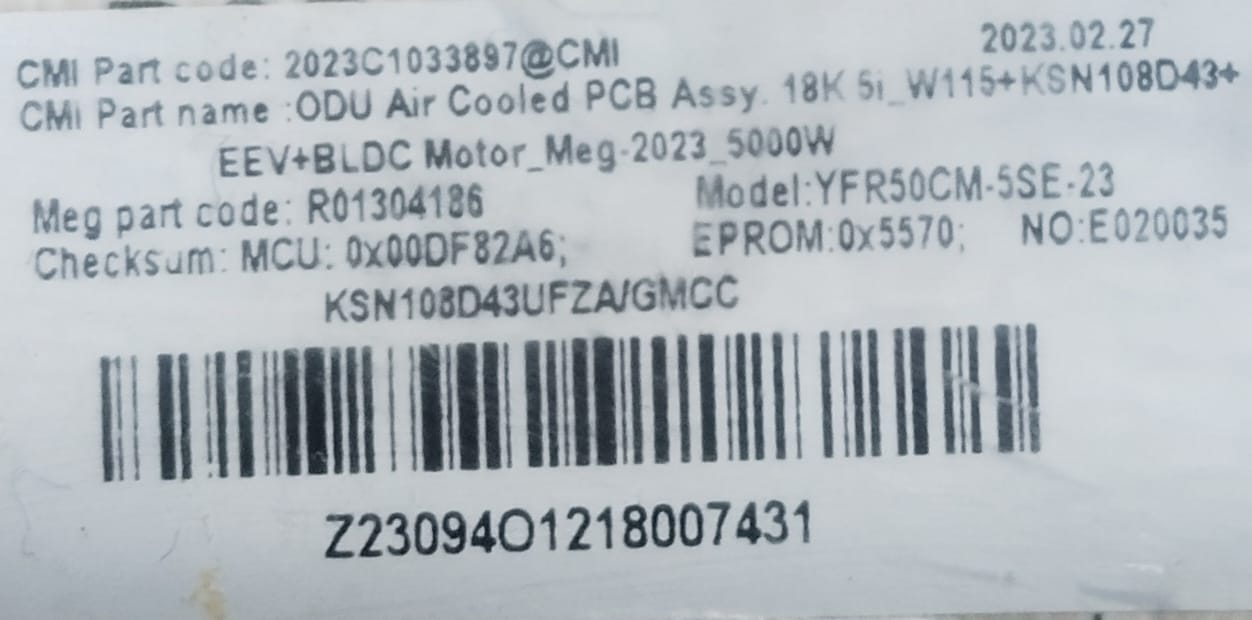 2023.02.27
CMI Part code: 2023C1033897@CMI
CMi Part name :ODU Air Cooled PCB Assy. 18K 5i_W115+KSN108D43+
EEV+BLDC Motor_Meg-2023_5000W
Meg part code: R01304186 Model:YFR50CM-5SE-23
Checksum: MCU: 0x00DF82A6; EPROM:0x5570; NO:E020035
KSN108D43UFZA/GMCC
Z23094O1218007431